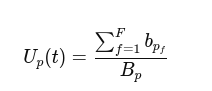 $U_p(t) = \frac{\sum_{f=1}^{F} b_{p_f}}{B_p}$